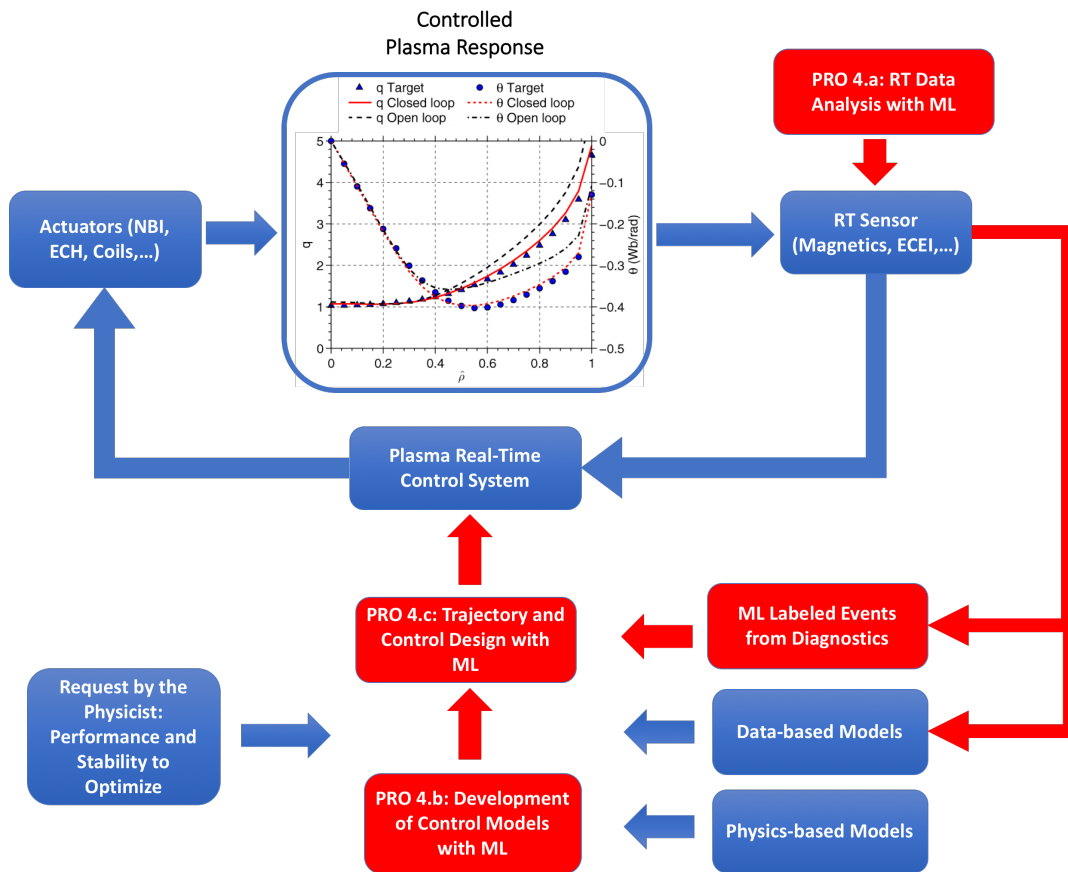 Controlled
Plasma Response
q Target
θ Target
q Closed loop
θ Closed loop
q Open loop
θ Open loop
5
4
3
2
1
0
q
0
0.2
0.4
0.6
0.8
1
ρ̂
0
−0.1
−0.2
−0.3
−0.4
−0.5
θ (Wb/rad)
PRO 4.a: RT Data
Analysis with ML
Actuators (NBI,
ECH, Coils,...)
RT Sensor
(Magnetics, ECEI,...)
Plasma Real-Time
Control System
PRO 4.c: Trajectory and
Control Design with
ML
ML Labeled Events
from Diagnostics
Request by the
Physicist:
Performance and
Stability to
Optimize
Data-based Models
PRO 4.b: Development
of Control Models
with ML
Physics-based Models